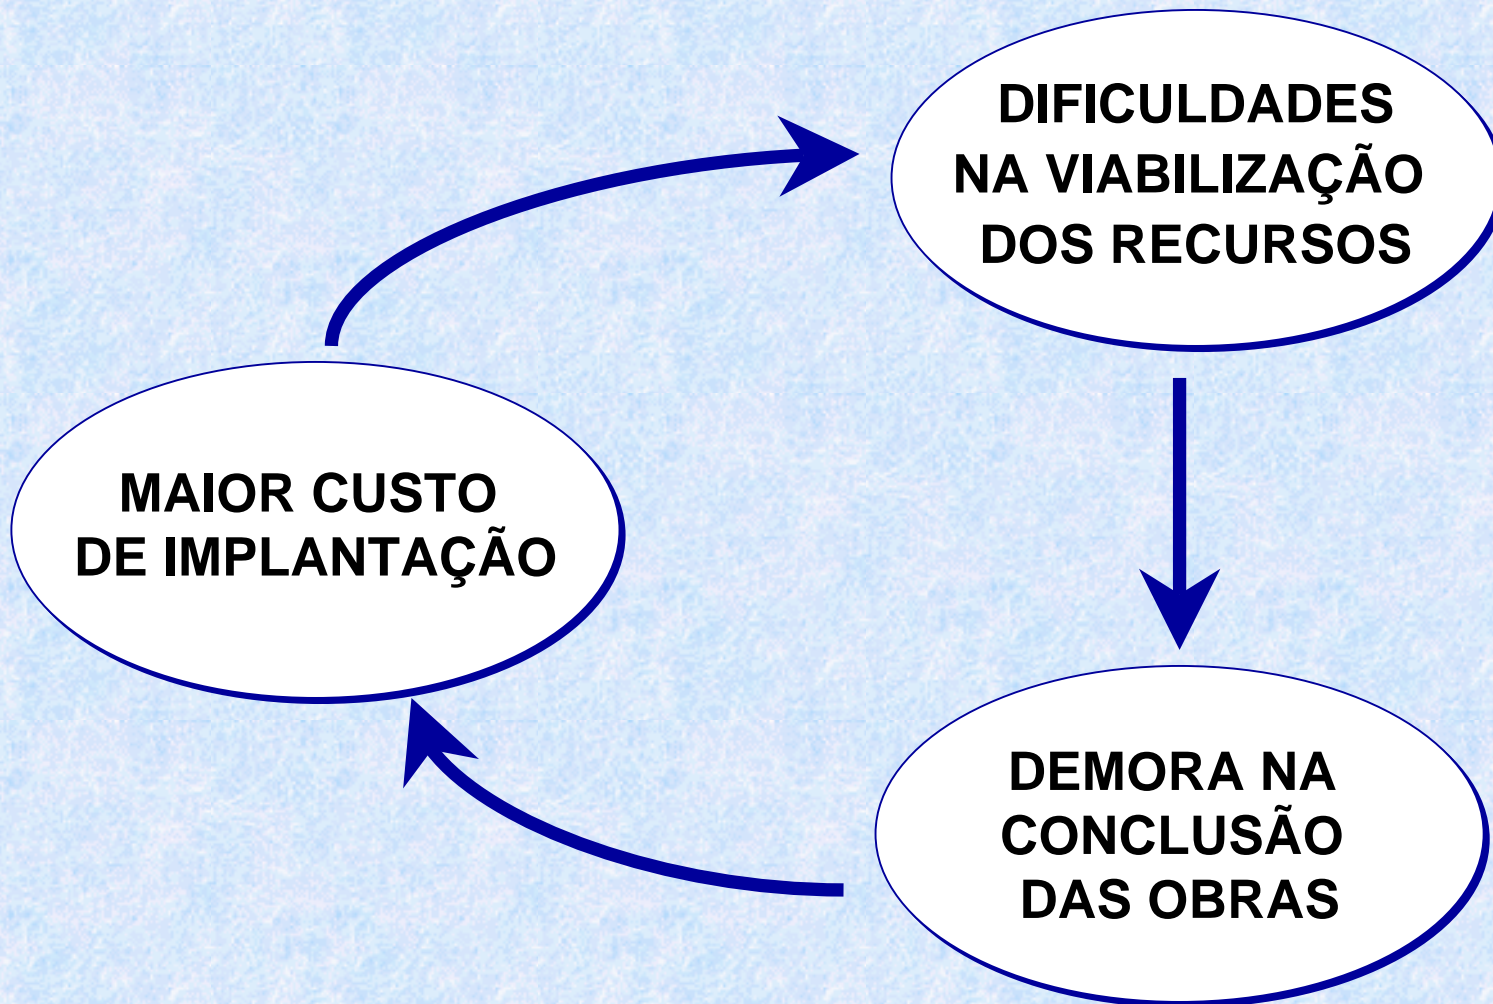 DIFICULDADES
NA VIABILIZAÇÃO
DOS RECURSOS
MAIOR CUSTO
DE IMPLANTAÇÃO
DEMORA NA
CONCLUSÃO
DAS OBRAS